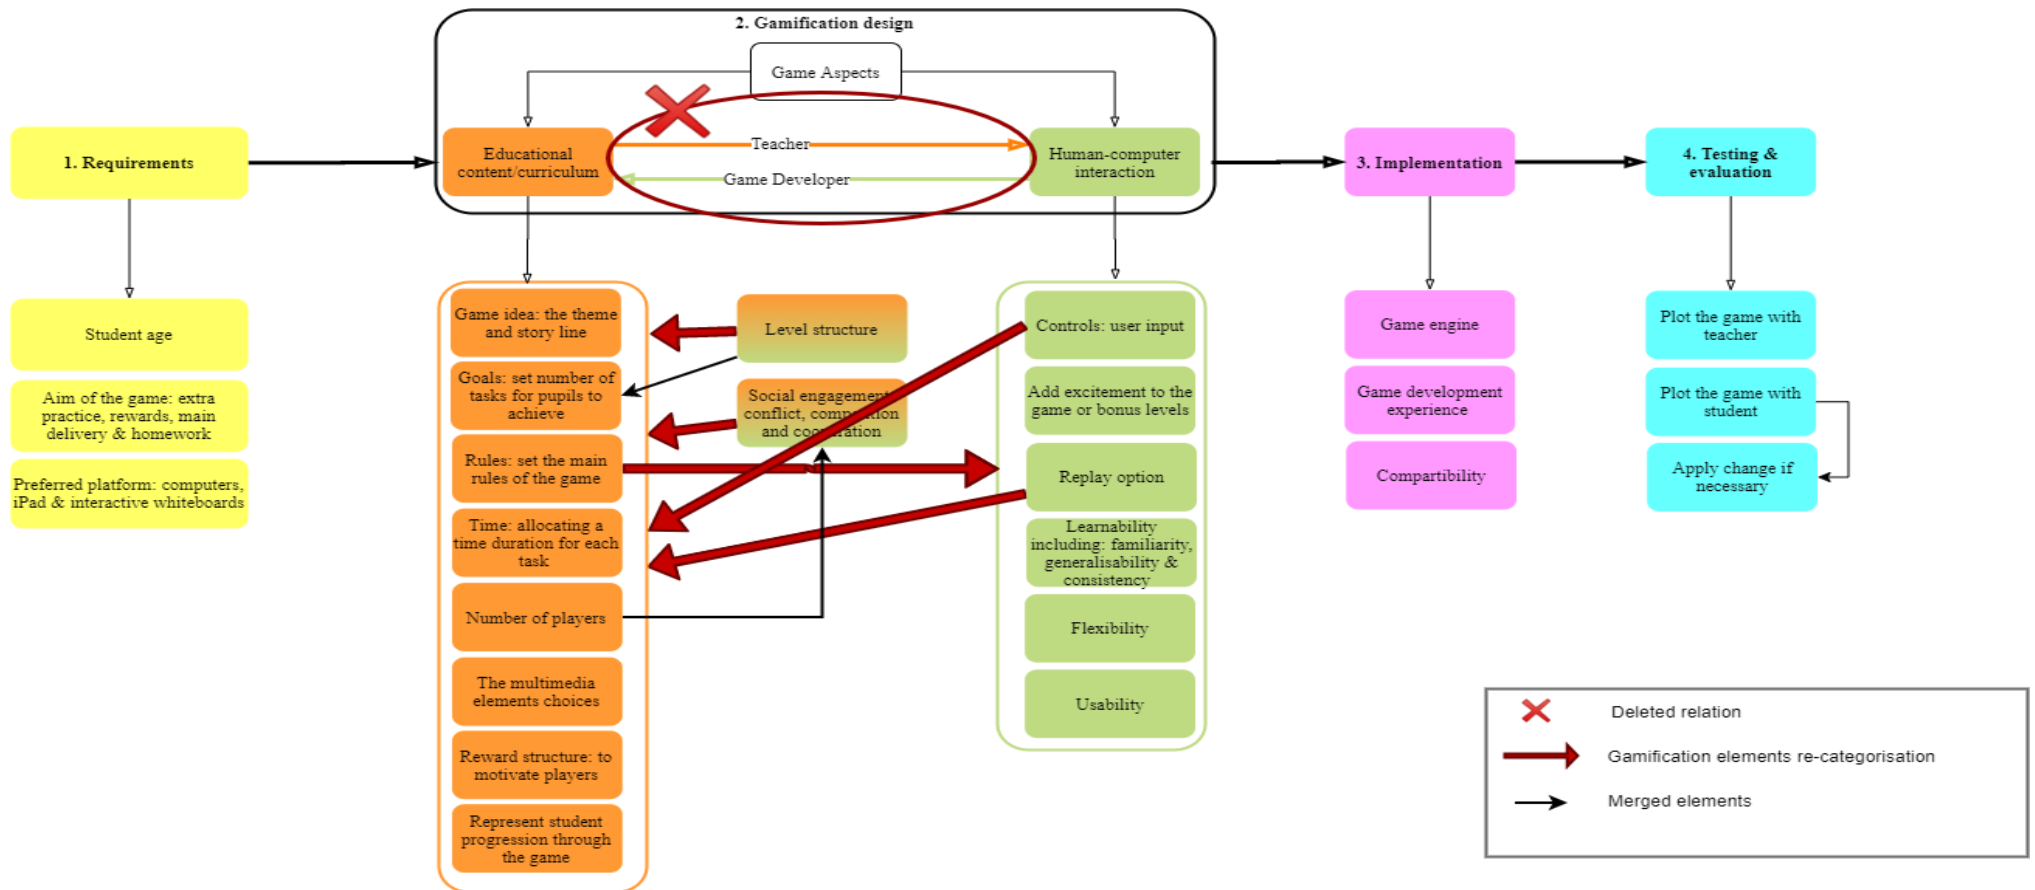 2. Gamification design
Game Aspects
1. Requirements
Educational
content/curriculum
Teacher
Game Developer
Human-computer
interaction
3. Implementation
4. Testing &
evaluation
Student age
Aim of the game: extra
practice, rewards, main
delivery & homework
Preferred platform: computers,
iPad & interactive whiteboards
Game idea: the theme
and story line
Goals: set number of
tasks for pupils to
achieve
Rules: set the main
rules of the game
Time: allocating a
time duration for each
task
Number of players
The multimedia
elements choices
Reward structure: to
motivate players
Represent student
progression through
the game
Level structure
Social engagement:
conflict, competition
and cooperation
Controls: user input
Add excitement to the
game or bonus levels
Replay option
Learnability
including: familiarity,
generalisability &
consistency
Flexibility
Usability
Game engine
Game development
experience
Compartibility
Plot the game with
teacher
Plot the game with
student
Apply change if
necessary
Deleted relation
Gamification elements re-categorisation
Merged elements